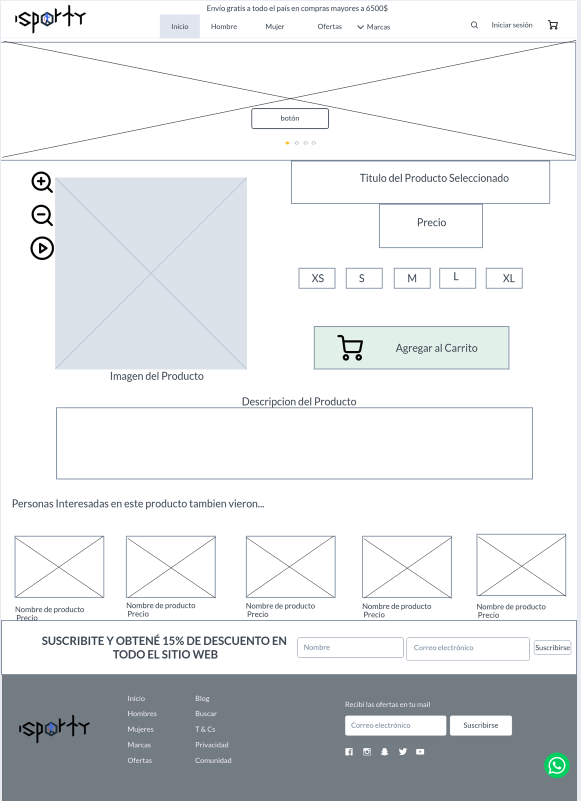 Envío gratis a todo el país en compras mayores a 6500$
sporty
Inicio Hombre Mujer Ofertas Marcas Iniciar sesión
botón
Titulo del Producto Seleccionado
Precio
XS S M L XL
Agregar al Carrito
Imagen del Producto
Descripcion del Producto
Personas Interesadas en este producto tambien vieron...
Nombre de producto Nombre de producto Nombre de producto Nombre de producto Nombre de producto
Precio Precio Precio Precio Precio
SUSCRIBITE Y OBTENÉ 15% DE DESCUENTO EN
TODO EL SITIO WEB
Nombre Correo electrónico Suscribirse
sporty
Inicio Blog
Hombres Buscar
Mujeres T & Cs
Marcas Privacidad
Ofertas Comunidad
Recibí las ofertas en tu mail
Correo electrónico Suscribirse